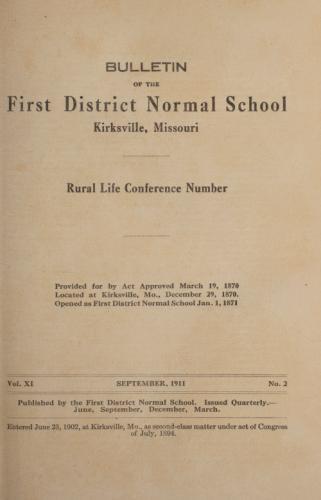 BULLETIN
OF THE
First District Normal School
Kirksville, Missouri
Rural Life Conference Number
Provided for by Act Approved March 19, 1870
Located at Kirksville, Mo., December 29, 1870.
Opened as First District Normal School Jan. 1, 1871
Vol. XI SEPTEMBER, 1911 No. 2
Published by the First District Normal School. Issued Quarterly.—
June, September, December, March.
Entered June 23, 1902, at Kirksville, Mo., as second-class matter under act of Congress
of July, 1894.